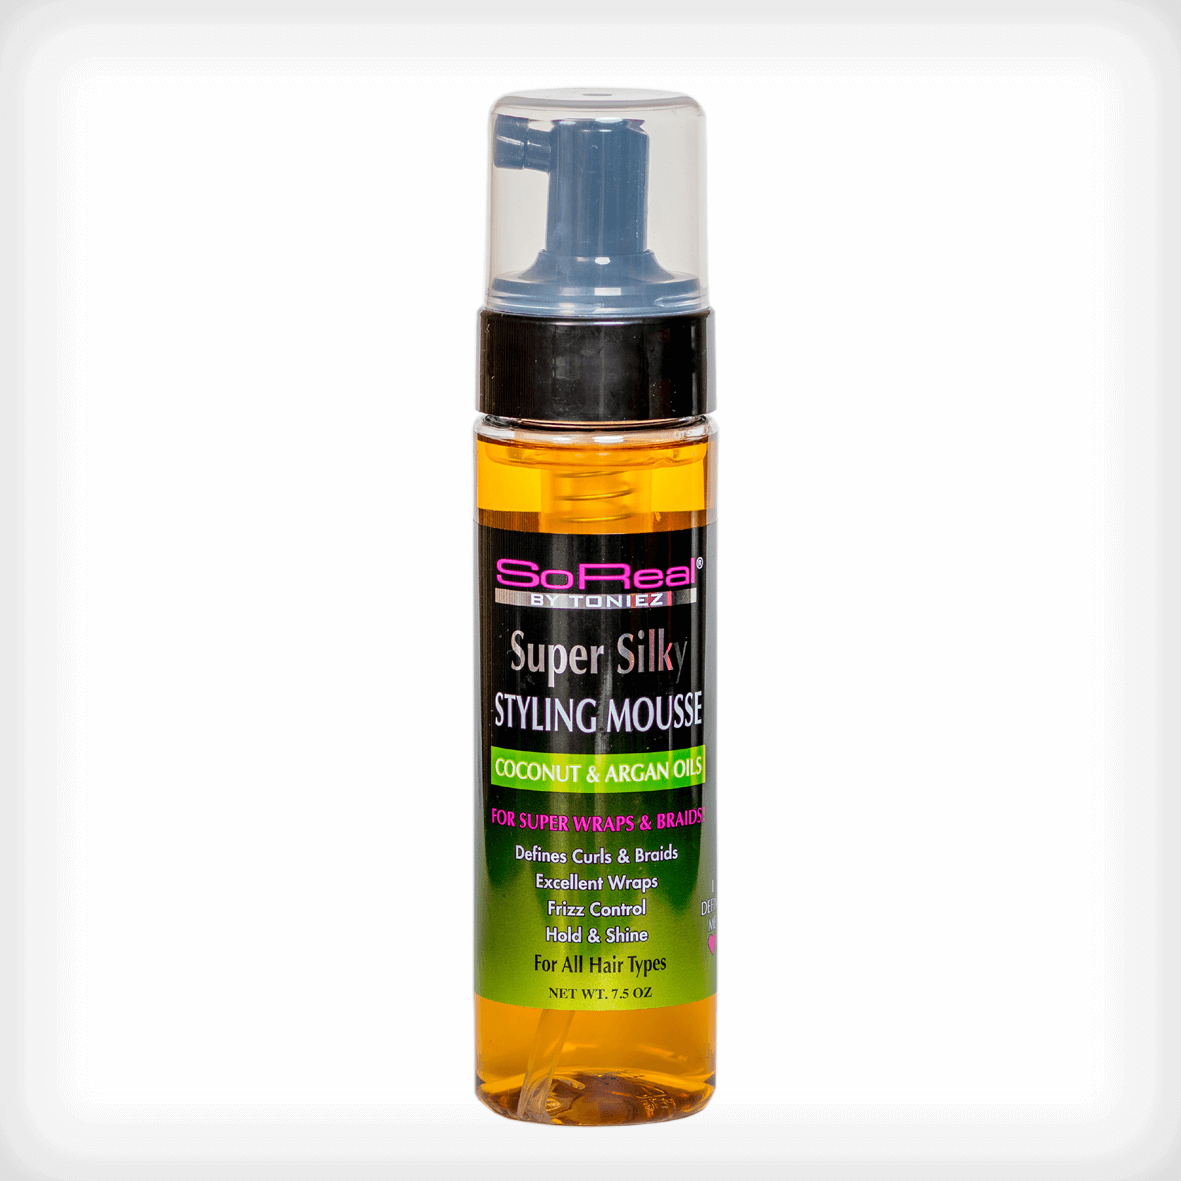 SoReal®
BY TONIEZ
Super Silky
STYLING MOUSSE
COCONUT & ARGAN OILS
FOR SUPER WRAPS & BRAIDS!
Defines Curls & Braids
Excellent Wraps
Frizz Control
Hold & Shine
For All Hair Types
NET WT. 7.5 OZ
I